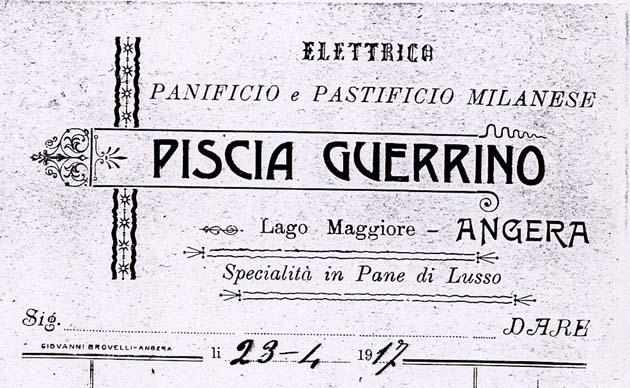 ELETTRICA
PANIFICIO e PASTIFICIO MILANESE
PISCIA GUERRINO
Lago Maggiore - ANGERA
Specialità in Pane di Lusso
Sig. DARE
GIOVANNI BROVELLI-ANGERA
li 23-4 1917